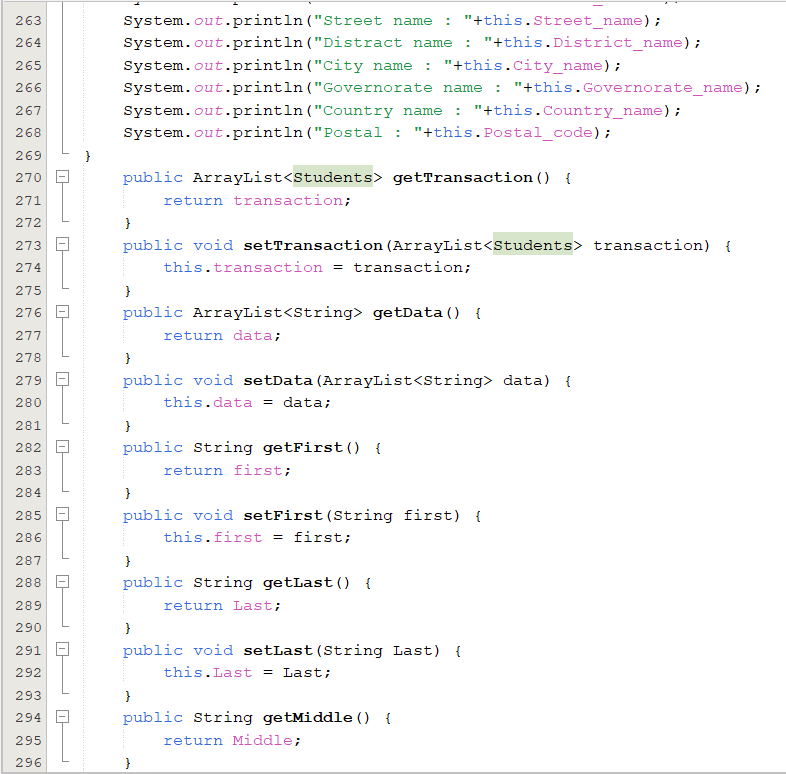 263 System.out.println("Street name : "+this.Street_name);
264 System.out.println("Distract name : "+this.District_name);
265 System.out.println("City name : "+this.City_name);
266 System.out.println("Governorate name : "+this.Governorate_name);
267 System.out.println("Country name : "+this.Country_name);
268 System.out.println("Postal : "+this.Postal_code);
269 }
270 public ArrayList<Students> getTransaction() {
271 return transaction;
272 }
273 public void setTransaction(ArrayList<Students> transaction) {
274 this.transaction = transaction;
275 }
276 public ArrayList<String> getData() {
277 return data;
278 }
279 public void setData(ArrayList<String> data) {
280 this.data = data;
281 }
282 public String getFirst() {
283 return first;
284 }
285 public void setFirst(String first) {
286 this.first = first;
287 }
288 public String getLast() {
289 return Last;
290 }
291 public void setLast(String Last) {
292 this.Last = Last;
293 }
294 public String getMiddle() {
295 return Middle;
296 }